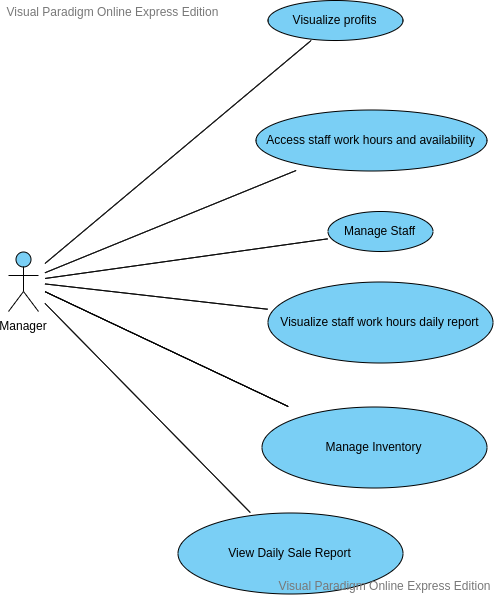 Visual Paradigm Online Express Edition
Visualize profits
Access staff work hours and availability
Manage Staff
Manager
Visualize staff work hours daily report
Manage Inventory
View Daily Sale Report
Visual Paradigm Online Express Edition